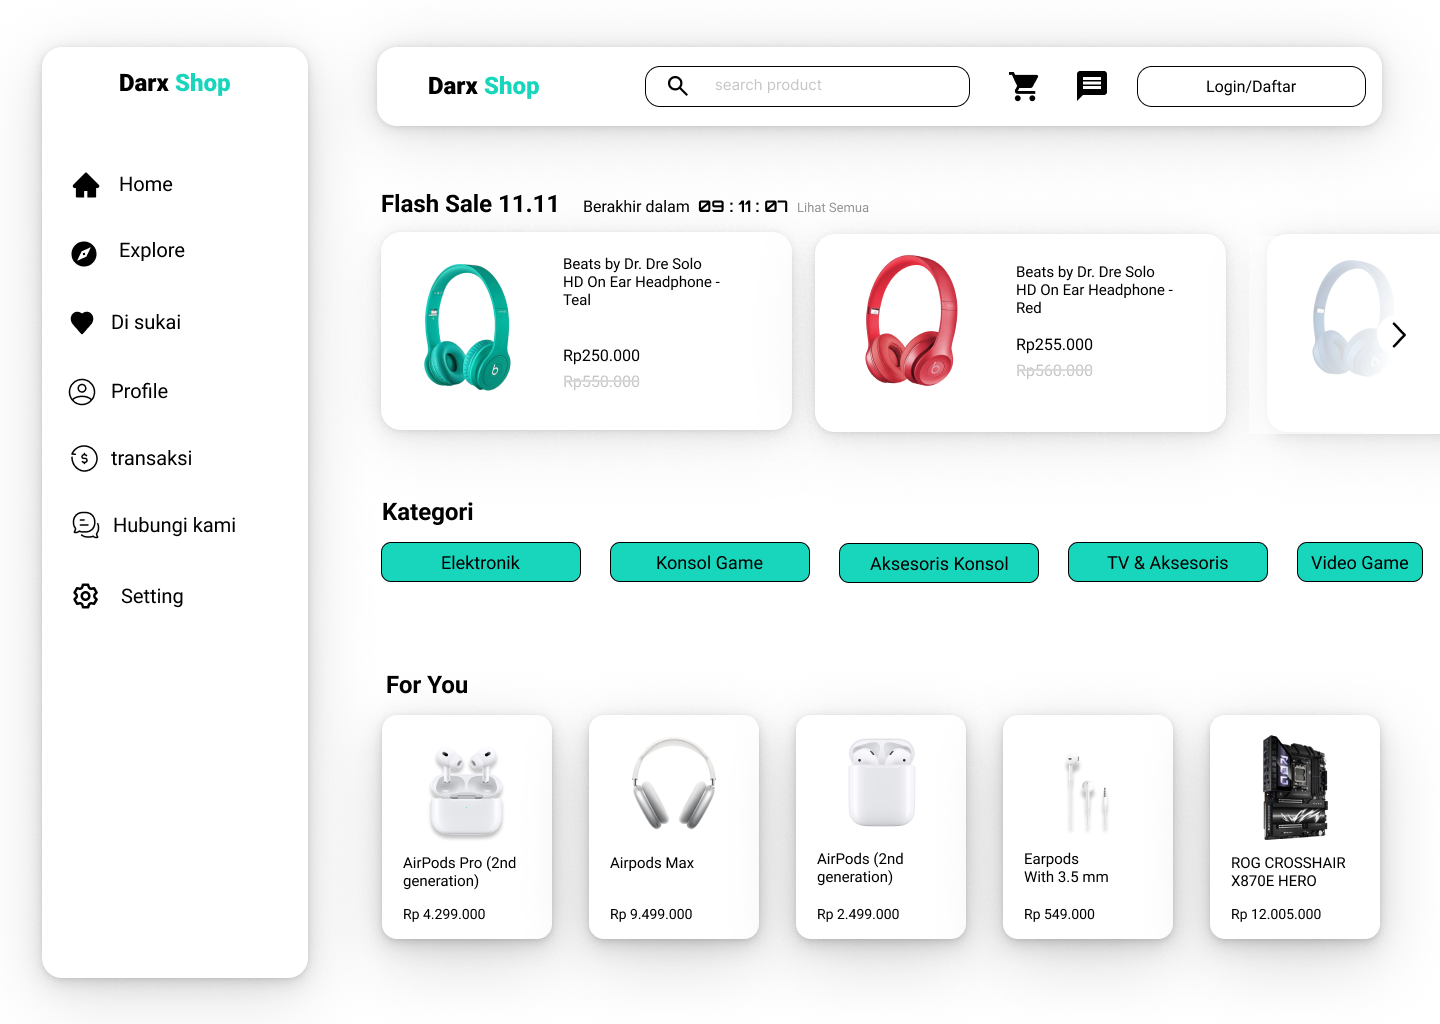 Darx Shop
Home
Explore
Di sukai
Profile
transaksi
Hubungi kami
Setting
Darx Shop
search product
Login/Daftar
Flash Sale 11.11
Berakhir dalam 09 : 11 : 07 Lihat Semua
Beats by Dr. Dre Solo
HD On Ear Headphone -
Teal
Rp250.000
Rp550.000
Beats by Dr. Dre Solo
HD On Ear Headphone -
Red
Rp255.000
Rp560.000
Kategori
Elektronik
Konsol Game
Aksesoris Konsol
TV & Aksesoris
Video Game
For You
AirPods Pro (2nd
generation)
Rp 4.299.000
Airpods Max
Rp 9.499.000
AirPods (2nd
generation)
Rp 2.499.000
Earpods
With 3.5 mm
Rp 549.000
ROG CROSSHAIR
X870E HERO
Rp 12.005.000